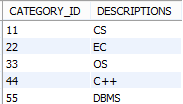 CATEGORY_ID DESCRIPTIONS
11 CS
22 EC
33 OS
44 C++
55 DBMS